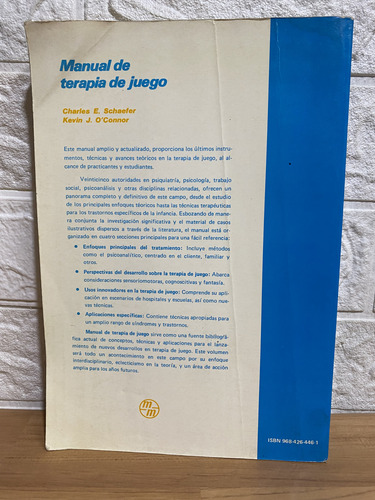 Manual de
terapia de juego
Charles E. Schaefer
Kevin J. O'Connor
Este manual amplio y actualizado, proporciona los últimos instru-
mentos, técnicas y avances teóricos en la terapia de juego, al al-
cance de practicantes y estudiantes.
Veinticinco autoridades en psiquiatría, psicología, trabajo
social, psicoanálisis y otras disciplinas relacionadas, ofrecen un
panorama completo y definitivo de este campo, desde el estudio
de los principales enfoques teóricos hasta las técnicas terapéuticas
para los trastornos específicos de la infancia. Esbozando de mane-
ra conjunta la investigación significativa y el material de casos
ilustrativos dispersos a través de la literatura, el manual está or-
ganizado en cuatro secciones principales para una fácil referencia:
● Enfoques principales del tratamiento: Incluye métodos
como el psicoanalítico, centrado en el cliente, familiar y
otros.
● Perspectivas del desarrollo sobre la terapia de juego: Abarca
consideraciones sensoriomotoras, cognoscitivas y fantasía.
● Usos innovadores en la terapia de juego: Comprende su apli-
cación en escenarios de hospitales y escuelas, así como nue-
vas técnicas.
● Aplicaciones específicas: Contiene técnicas apropiadas para
un amplio rango de síndromes y trastornos.
Manual de terapia de juego sirve como una fuente bibliográ-
fica actual de conceptos, técnicas y aplicaciones para el lanza-
miento de nuevos desarrollos en terapia de juego. Este volumen
será todo un acontecimiento en este campo por su enfoque
interdisciplinario, eclecticismo en la teoría, y un área de acción
amplia para los años futuros.
m
m
ISBN 968-426-446-1